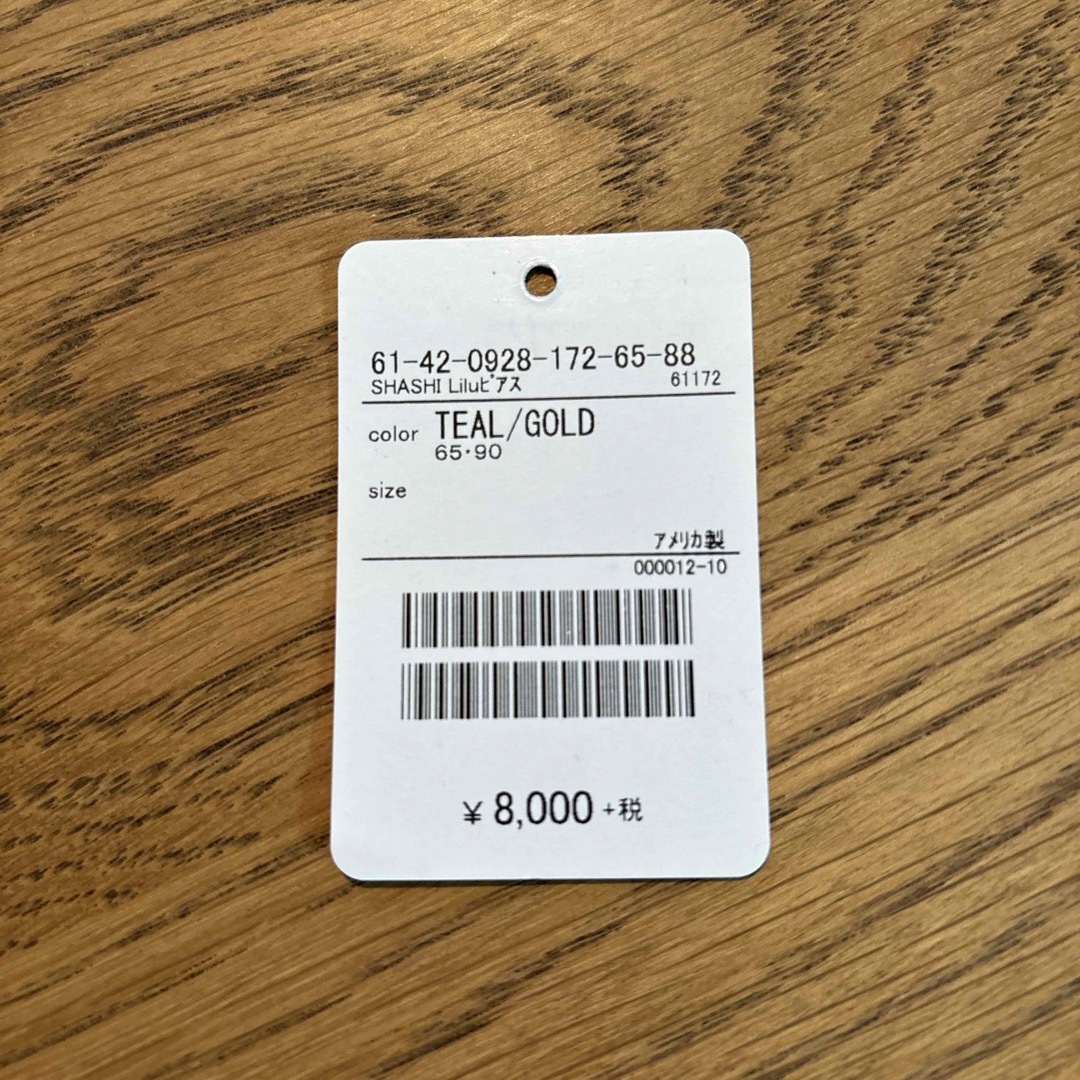 61-42-0928-172-65-88
SHASHI Liluピアス 61172
color TEAL/GOLD
65·90
size
アメリカ製
000012-10
¥ 8,000 +税